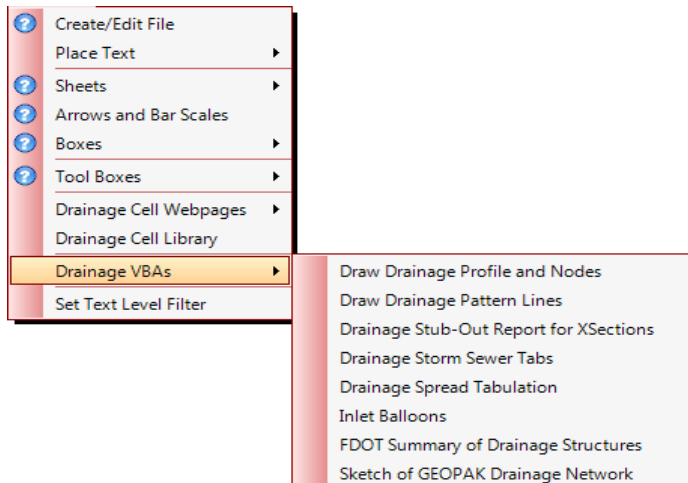 Create/Edit File
Place Text
Sheets
Arrows and Bar Scales
Boxes
Tool Boxes
Drainage Cell Webpages
Drainage Cell Library
Drainage VBAs
Set Text Level Filter
Draw Drainage Profile and Nodes
Draw Drainage Pattern Lines
Drainage Stub-Out Report for XSections
Drainage Storm Sewer Tabs
Drainage Spread Tabulation
Inlet Balloons
FDOT Summary of Drainage Structures
Sketch of GEOPAK Drainage Network